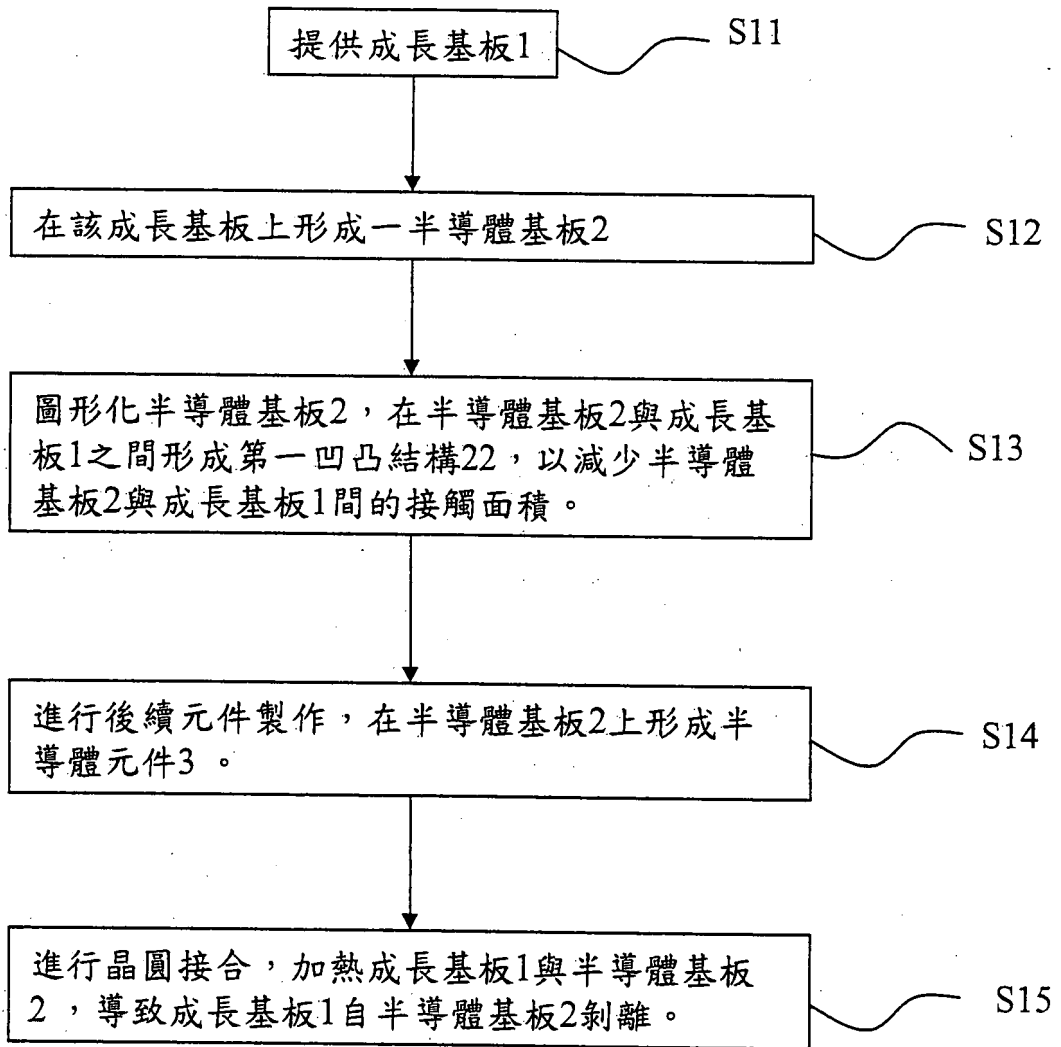 提供成長基板1
S11
在該成長基板上形成一半導體基板2
S12
圖形化半導體基板2，在半導體基板2與成長基
板1之間形成第一凹凸結構22，以減少半導體
基板2與成長基板1間的接觸面積。
S13
進行後續元件製作，在半導體基板2上形成半
導體元件3。
S14
進行晶圓接合，加熱成長基板1與半導體基板
2，導致成長基板1自半導體基板2剝離。
S15